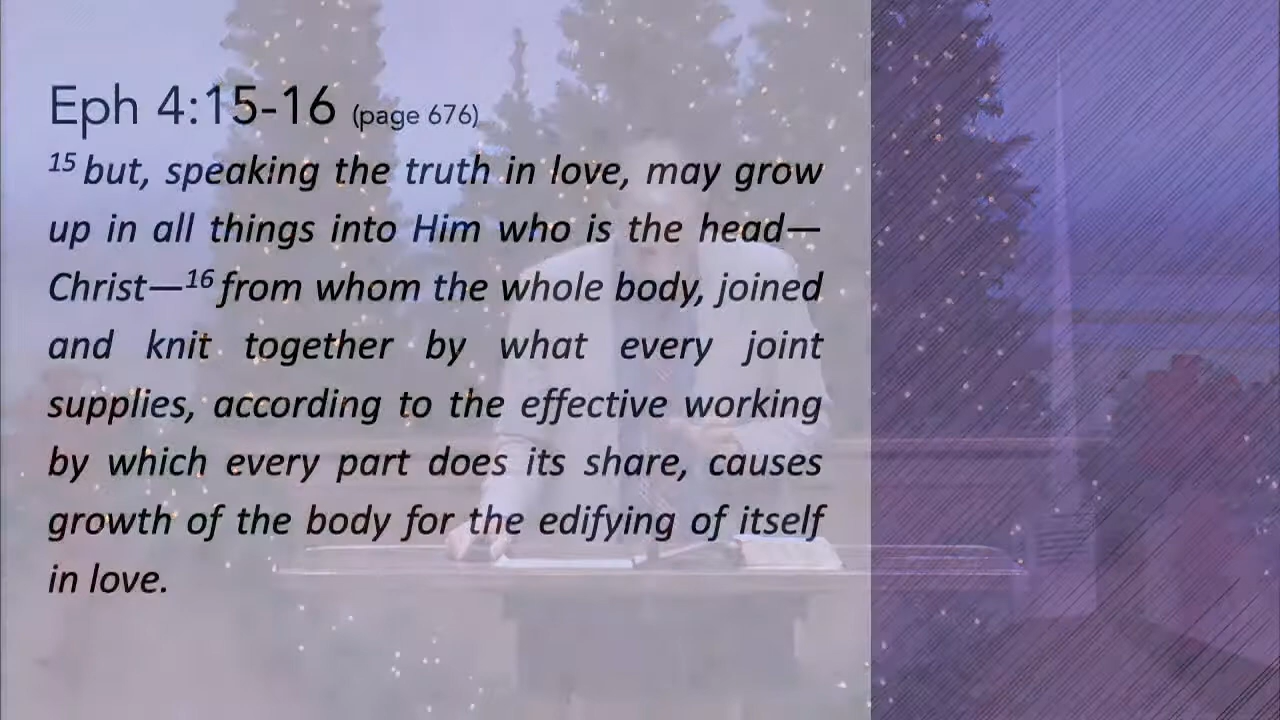 Eph 4:15-16 (page 676)
15 but, speaking the truth in love, may grow
up in all things into Him who is the head—
Christ—16 from whom the whole body, joined
and knit together by what every joint
supplies, according to the effective working
by which every part does its share, causes
growth of the body for the edifying of itself
in love.